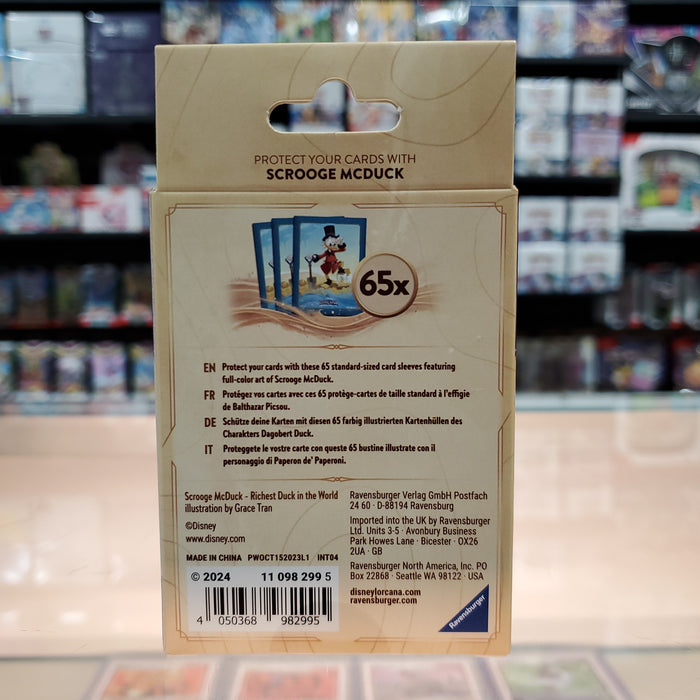 PROTECT YOUR CARDS WITH
SCROOGE MCDUCK
65x
EN Protect your cards with these 65 standard-sized card sleeves featuring
full-color art of Scrooge McDuck.
FR Protégez vos cartes avec ces 65 protège-cartes de taille standard à l'effigie
de Balthazar Picsou.
DE Schütze deine Karten mit diesen 65 farbig illustrierten Kartenhüllen des
Charakters Dagobert Duck.
IT Proteggete le vostre carte con queste 65 bustine illustrate con il
personaggio di Paperon de' Paperoni.
Scrooge McDuck - Richest Duck in the World
illustration by Grace Tran
©Disney
www.disney.com
MADE IN CHINA PWOCT152023L1 INT04
© 2024 11 098 299 5
4 050368 982995
Ravensburger Verlag GmbH Postfach
24 60 · D-88194 Ravensburg
Imported into the UK by Ravensburger
Ltd. Units 3-5 · Avonbury Business
Park Howes Lane · Bicester · OX26
2UA · GB
Ravensburger North America, Inc. PO
Box 22868 · Seattle WA 98122 · USA
disneylorcana.com
ravensburger.com
Ravensburger